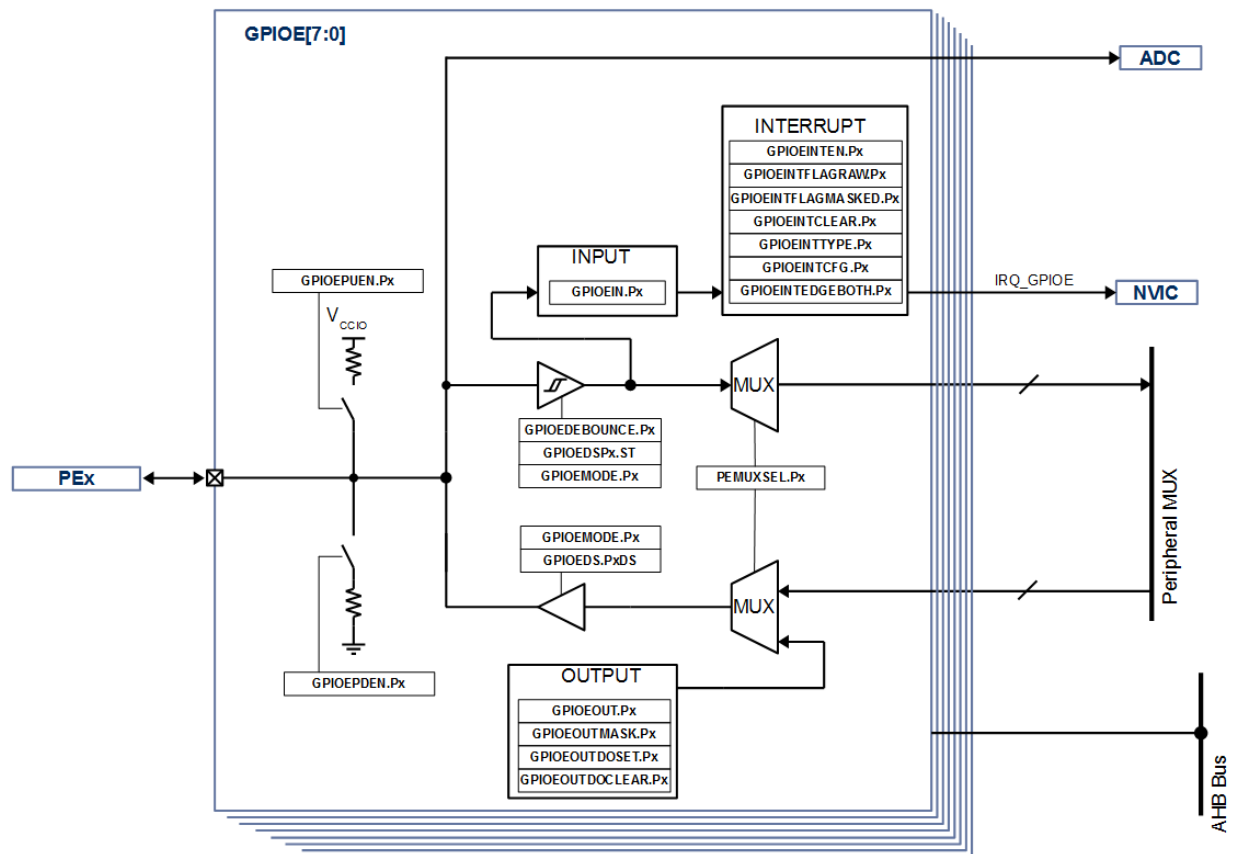 GPIOE[7:0]
ADC
INTERRUPT
GPIOEINTEN.Px
GPIOEINTFLAGRAW.Px
GPIOEINTFLAGMASKED.Px
GPIOEINTCLEAR.Px
GPIOEINTTYPE.Px
GPIOEINTCFG.Px
GPIOEINTEDGEBOTH.Px
INPUT
GPIOEIN.Px
IRQ_GPIOE
NVIC
GPIOEPUEN.Px
VCCIO
MUX
GPIOEDEBOUNCE.Px
GPIOEDSPx.ST
GPIOEMODE.Px
PEMUXSEL.Px
PEx
Peripheral MUX
GPIOEMODE.Px
GPIOEDS.PxDS
MUX
GPIOEPDEN.Px
OUTPUT
GPIOEOUT.Px
GPIOEOUTMASK.Px
GPIOEOUTDOSET.Px
GPIOEOUTDOCLEAR.Px
AHB Bus